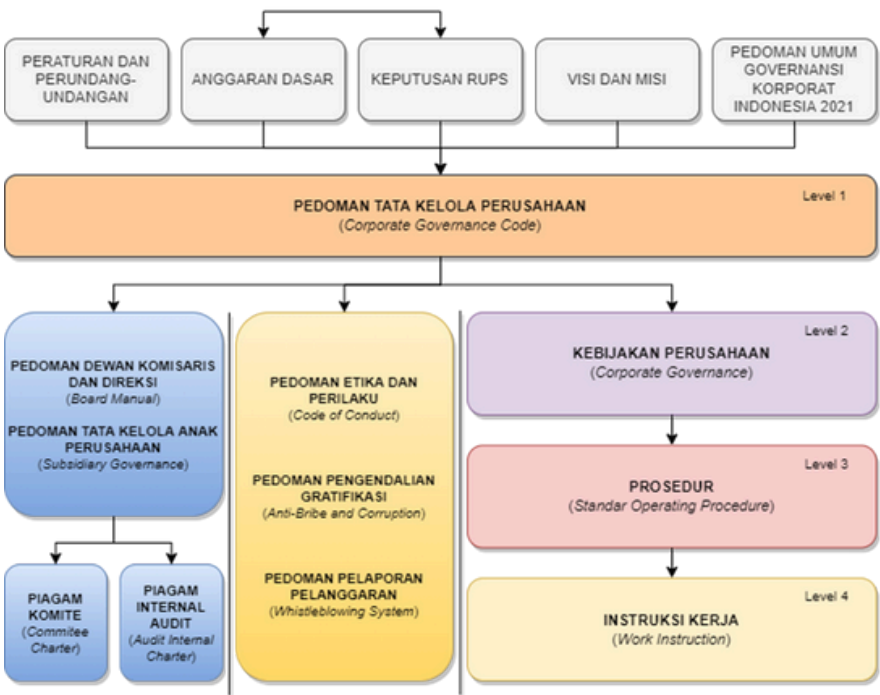 PERATURAN DAN
PERUNDANG-
UNDANGAN
ANGGARAN DASAR
KEPUTUSAN RUPS
VISI DAN MISI
PEDOMAN UMUM
GOVERNANSI
KORPORAT
INDONESIA 2021
Level 1
PEDOMAN TATA KELOLA PERUSAHAAN
(Corporate Governance Code)
PEDOMAN DEWAN KOMISARIS
DAN DIREKSI
(Board Manual)
PEDOMAN TATA KELOLA ANAK
PERUSAHAAN
(Subsidiary Governance)
PIAGAM
KOMITE
(Commitee
Charter)
PIAGAM
INTERNAL
AUDIT
(Audit Internal
Charter)
PEDOMAN ETIKA DAN
PERILAKU
(Code of Conduct)
PEDOMAN PENGENDALIAN
GRATIFIKASI
(Anti-Bribe and Corruption)
PEDOMAN PELAPORAN
PELANGGARAN
(Whistleblowing System)
Level 2
KEBIJAKAN PERUSAHAAN
(Corporate Governance)
Level 3
PROSEDUR
(Standar Operating Procedure)
Level 4
INSTRUKSI KERJA
(Work Instruction)